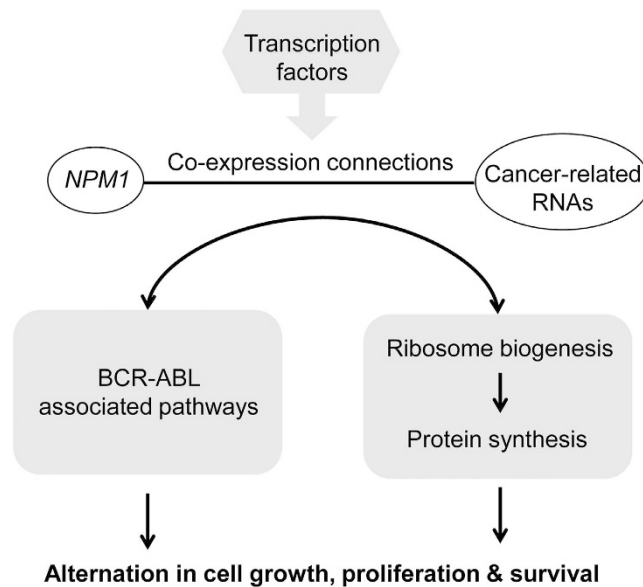 Transcription
factors
Co-expression connections
NPM1
Cancer-related
RNAs
BCR-ABL
associated pathways
Ribosome biogenesis
Protein synthesis
Alternation in cell growth, proliferation & survival